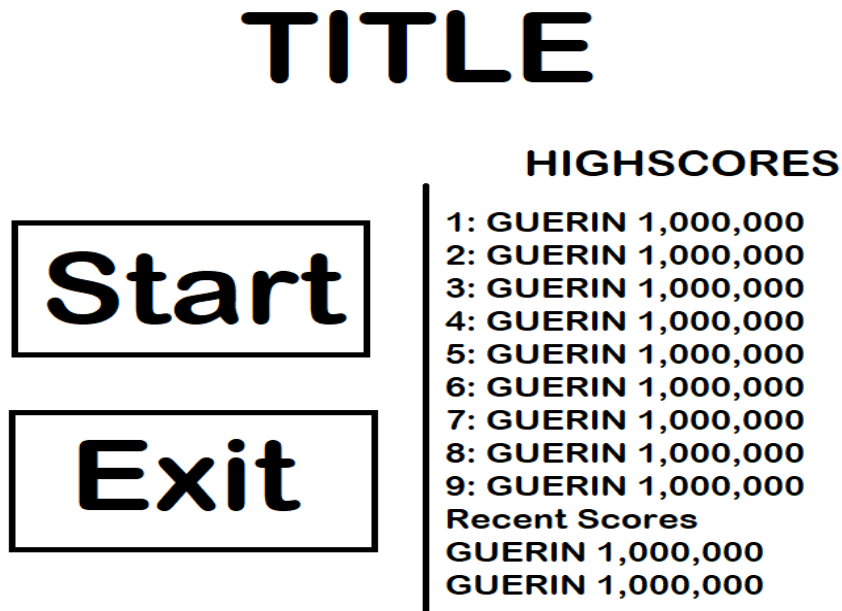 TITLE
Start
Exit
HIGHSCORES
1: GUERIN 1,000,000
2: GUERIN 1,000,000
3: GUERIN 1,000,000
4: GUERIN 1,000,000
5: GUERIN 1,000,000
6: GUERIN 1,000,000
7: GUERIN 1,000,000
8: GUERIN 1,000,000
9: GUERIN 1,000,000
Recent Scores
GUERIN 1,000,000
GUERIN 1,000,000